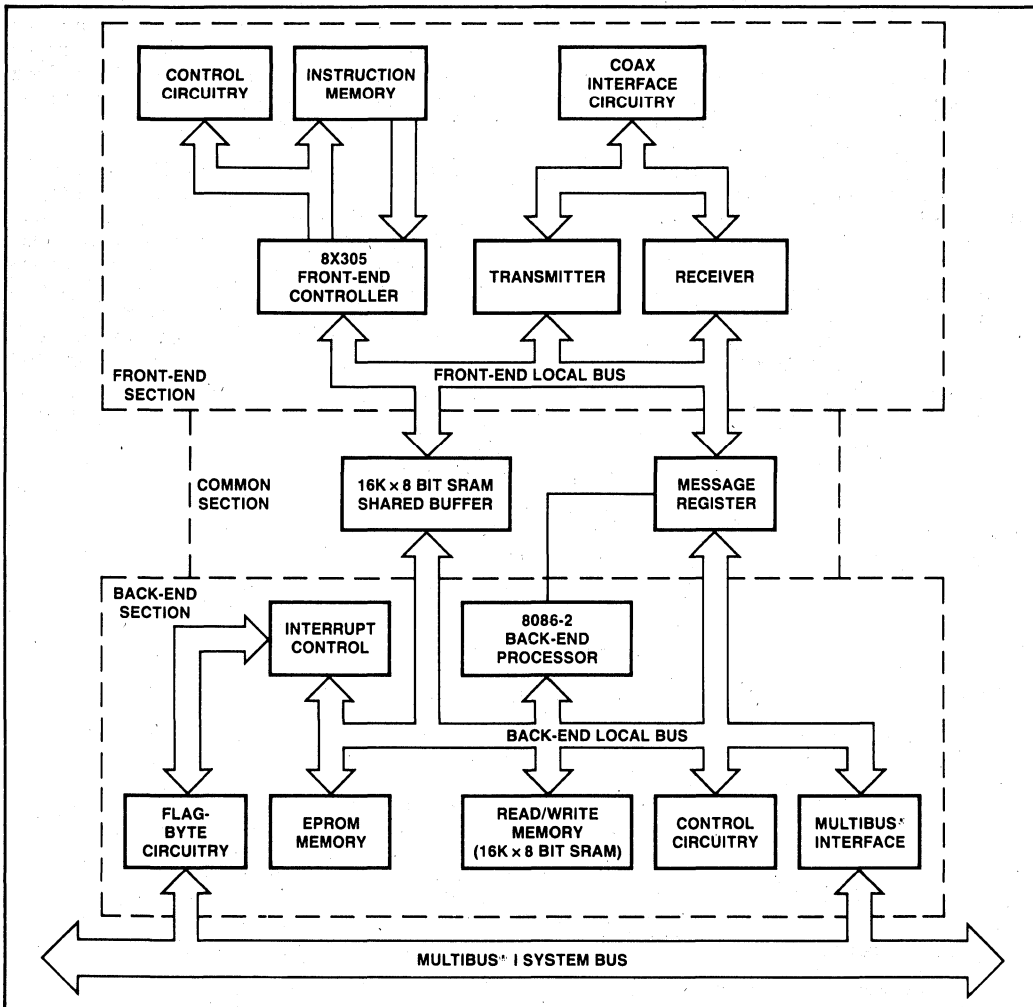 CONTROL
CIRCUITRY
INSTRUCTION
MEMORY
COAX
INTERFACE
CIRCUITRY
8X305
FRONT-END
CONTROLLER
TRANSMITTER
RECEIVER
FRONT-END
SECTION
FRONT-END LOCAL BUS
COMMON
SECTION
16K × 8 BIT SRAM
SHARED BUFFER
MESSAGE
REGISTER
BACK-END
SECTION
INTERRUPT
CONTROL
8086-2
BACK-END
PROCESSOR
BACK-END LOCAL BUS
FLAG-
BYTE
CIRCUITRY
EPROM
MEMORY
READ/WRITE
MEMORY
(16K × 8 BIT SRAM)
CONTROL
CIRCUITRY
MULTIBUS®
INTERFACE
MULTIBUS® I SYSTEM BUS